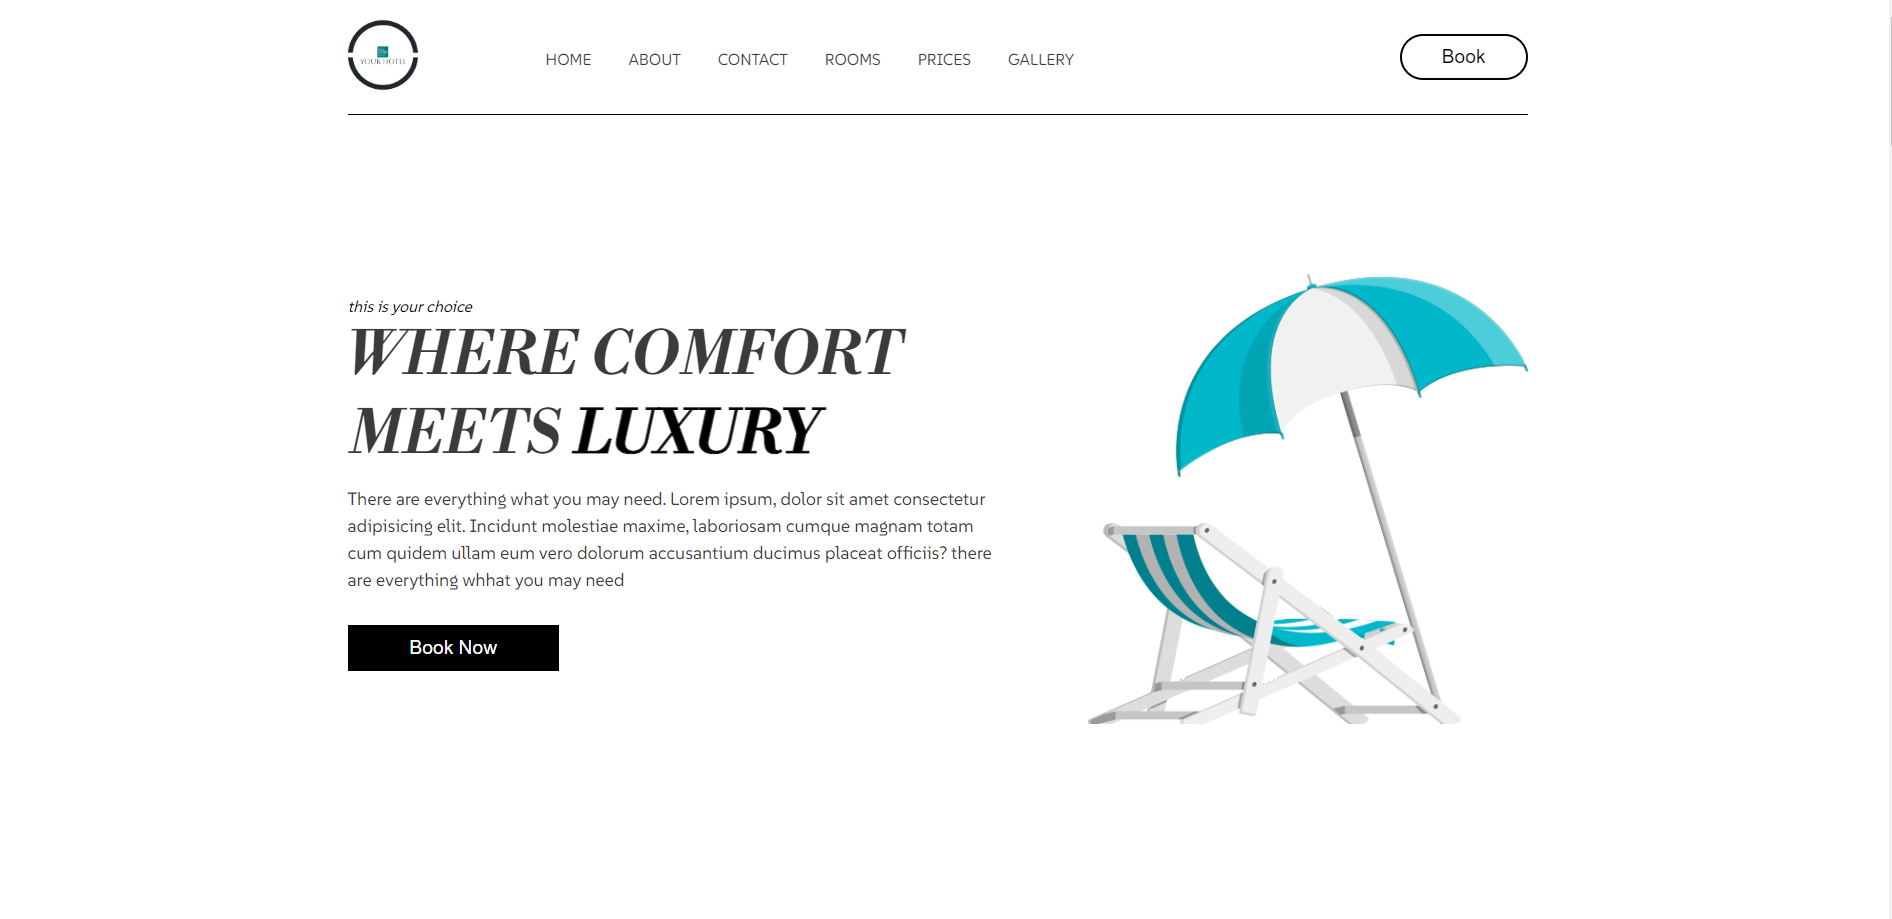 YOUR HOTEL
HOME ABOUT CONTACT ROOMS PRICES GALLERY
Book
this is your choice
WHERE COMFORT
MEETS LUXURY
There are everything what you may need. Lorem ipsum, dolor sit amet consectetur
adipisicing elit. Incidunt molestiae maxime, laboriosam cumque magnam totam
cum quidem ullam eum vero dolorum accusantium ducimus placeat officiis? there
are everything whhat you may need
Book Now